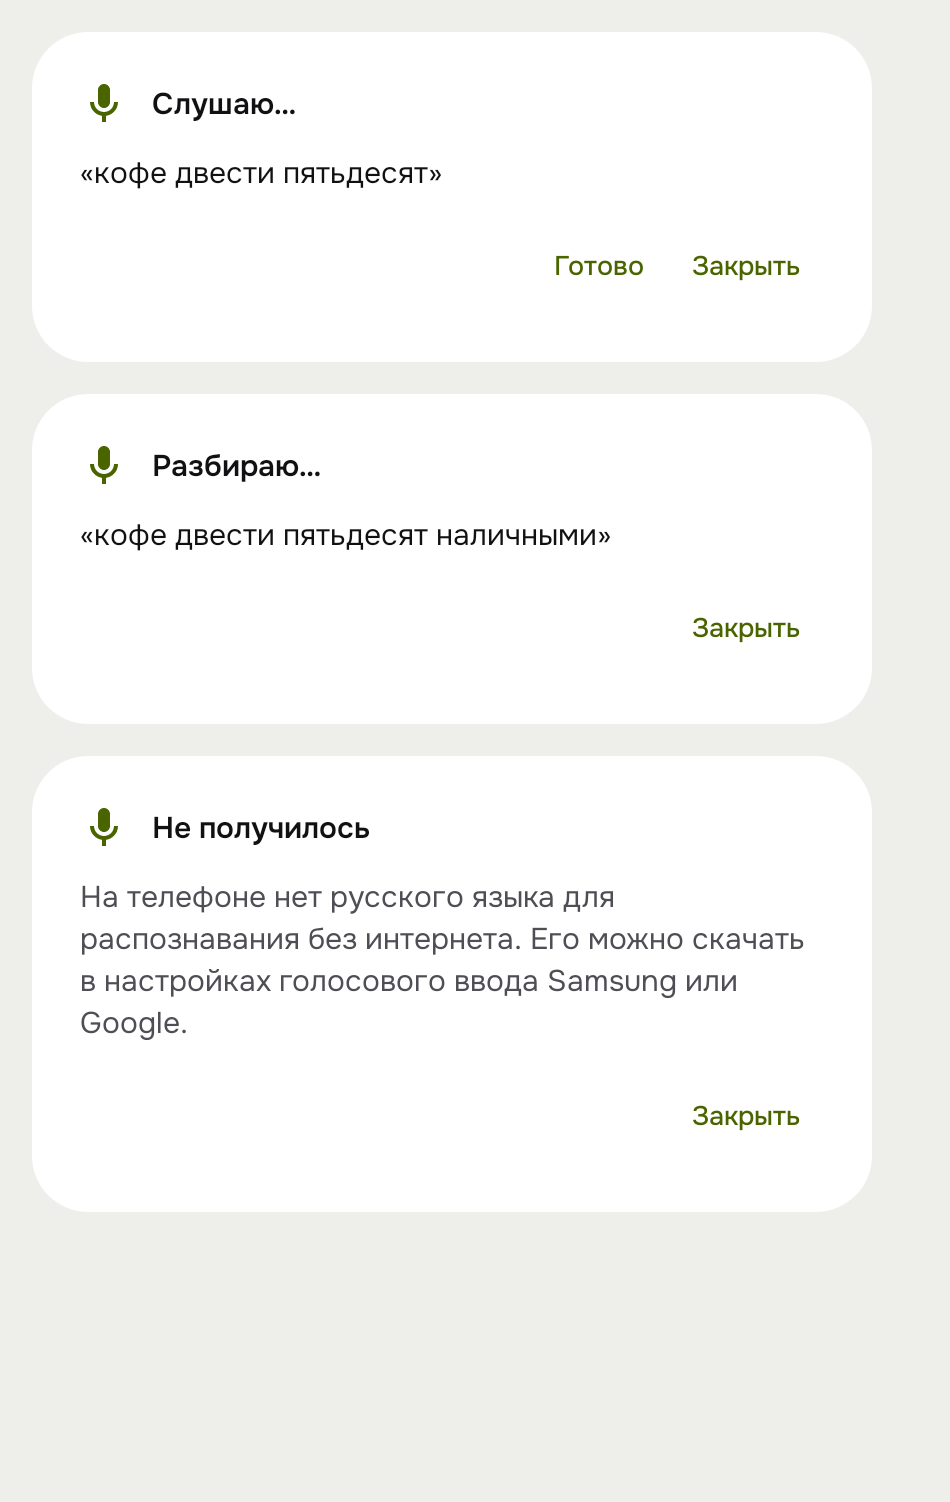 Слушаю...
«кофе двести пятьдесят»
Готово Закрыть
Разбираю...
«кофе двести пятьдесят наличными»
Закрыть
Не получилось
На телефоне нет русского языка для
распознавания без интернета. Его можно скачать
в настройках голосового ввода Samsung или
Google.
Закрыть